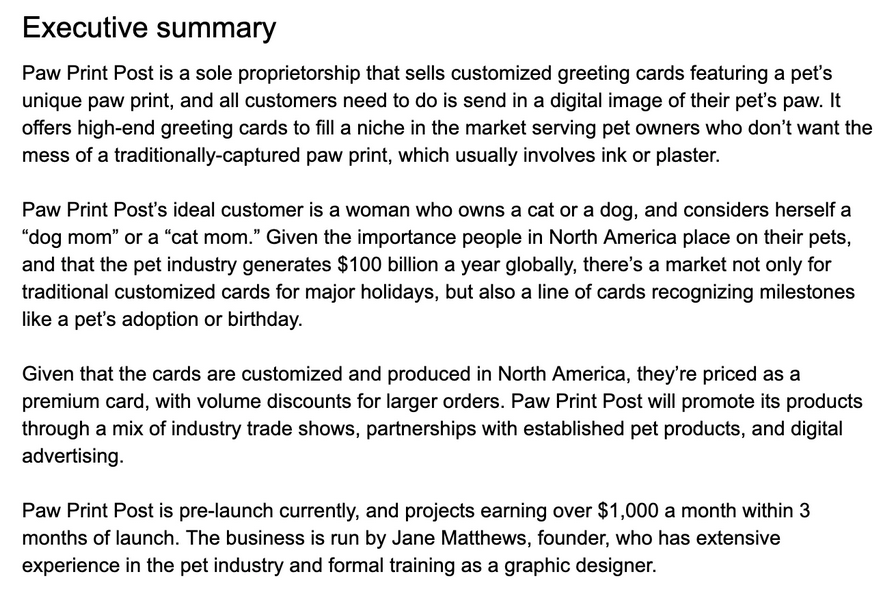 Executive summary
Paw Print Post is a sole proprietorship that sells customized greeting cards featuring a pet’s
unique paw print, and all customers need to do is send in a digital image of their pet’s paw. It
offers high-end greeting cards to fill a niche in the market serving pet owners who don’t want the
mess of a traditionally-captured paw print, which usually involves ink or plaster.
Paw Print Post’s ideal customer is a woman who owns a cat or a dog, and considers herself a
“dog mom” or a “cat mom.” Given the importance people in North America place on their pets,
and that the pet industry generates $100 billion a year globally, there’s a market not only for
traditional customized cards for major holidays, but also a line of cards recognizing milestones
like a pet’s adoption or birthday.
Given that the cards are customized and produced in North America, they’re priced as a
premium card, with volume discounts for larger orders. Paw Print Post will promote its products
through a mix of industry trade shows, partnerships with established pet products, and digital
advertising.
Paw Print Post is pre-launch currently, and projects earning over $1,000 a month within 3
months of launch. The business is run by Jane Matthews, founder, who has extensive
experience in the pet industry and formal training as a graphic designer.